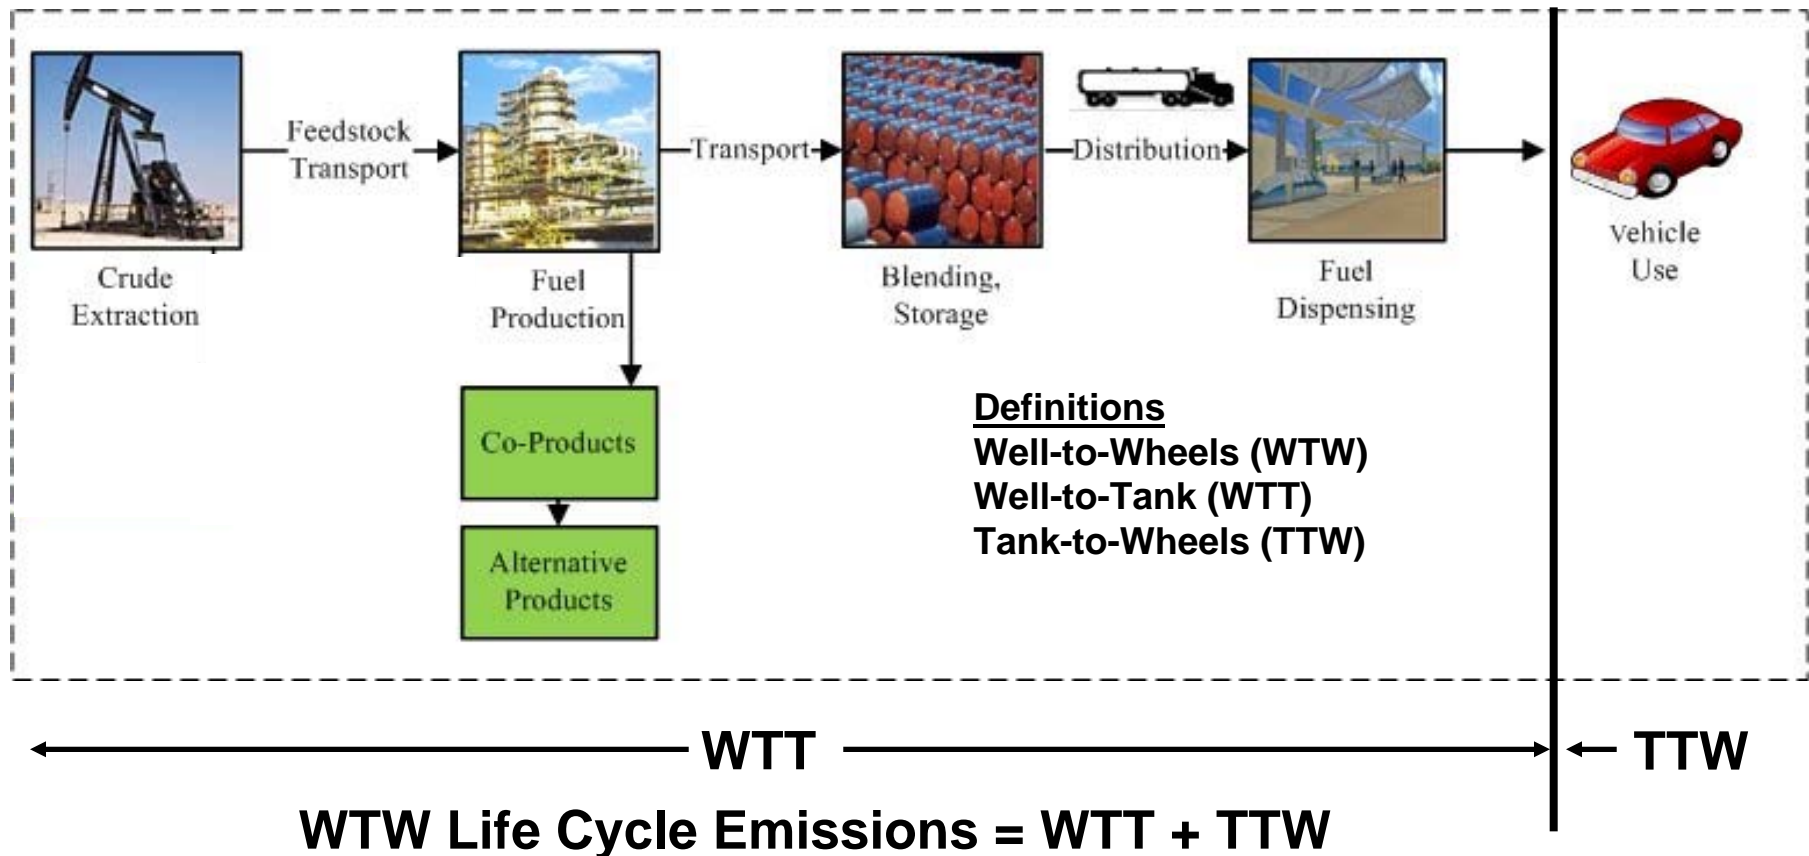 Feedstock
Transport
Transport
Distribution
Crude
Extraction
Fuel
Production
Blending,
Storage
Fuel
Dispensing
Vehicle
Use
Co-Products
Alternative
Products
Definitions
Well-to-Wheels (WTW)
Well-to-Tank (WTT)
Tank-to-Wheels (TTW)
WTT
TTW
WTW Life Cycle Emissions = WTT + TTW